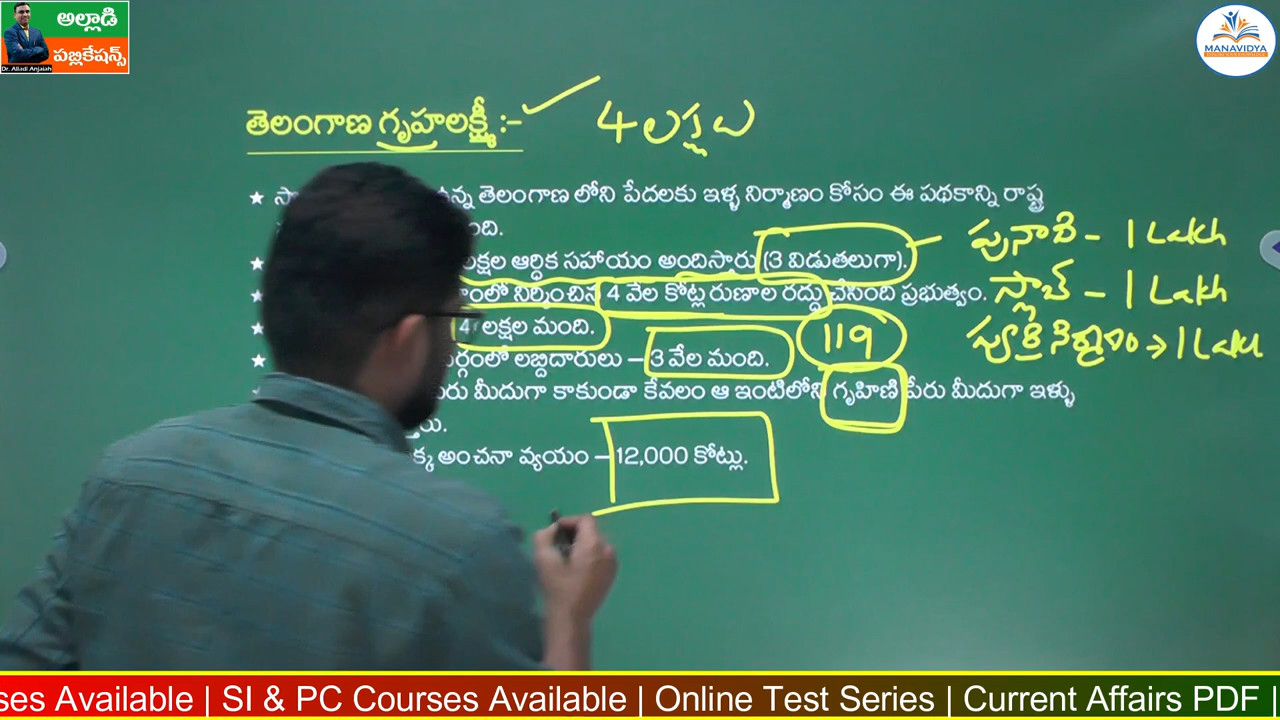 అల్లాడి
పబ్లికేషన్స్
Dr. Alladi Anjaiah
MANAVIDYA
తెలంగాణ గృహలక్ష్మీ :-
4 లక్షల
తెలంగాణ లోని పేదలకు ఇళ్ళ నిర్మాణం కోసం ఈ పథకాన్ని రాష్ట్ర
ఆర్థిక సహాయం అందిస్తారు (3 విడుతలుగా).
పునాది - 1 Lakh
నిర్మించిన 4 వేల కోట్ల రుణాల రద్దు చేసింది ప్రభుత్వం.
స్లాబ్ - 1 Lakh
4 లక్షల మంది.
119
పూర్తి నిర్మాణం → 1 Lakh
లబ్దిదారులు – 3 వేల మంది.
మీదుగా కాకుండా కేవలం ఆ ఇంటిలోని గృహిణి పేరు మీదుగా ఇళ్ళు
అంచనా వ్యయం – 12,000 కోట్లు.
ses Available | SI & PC Courses Available | Online Test Series | Current Affairs PDF |